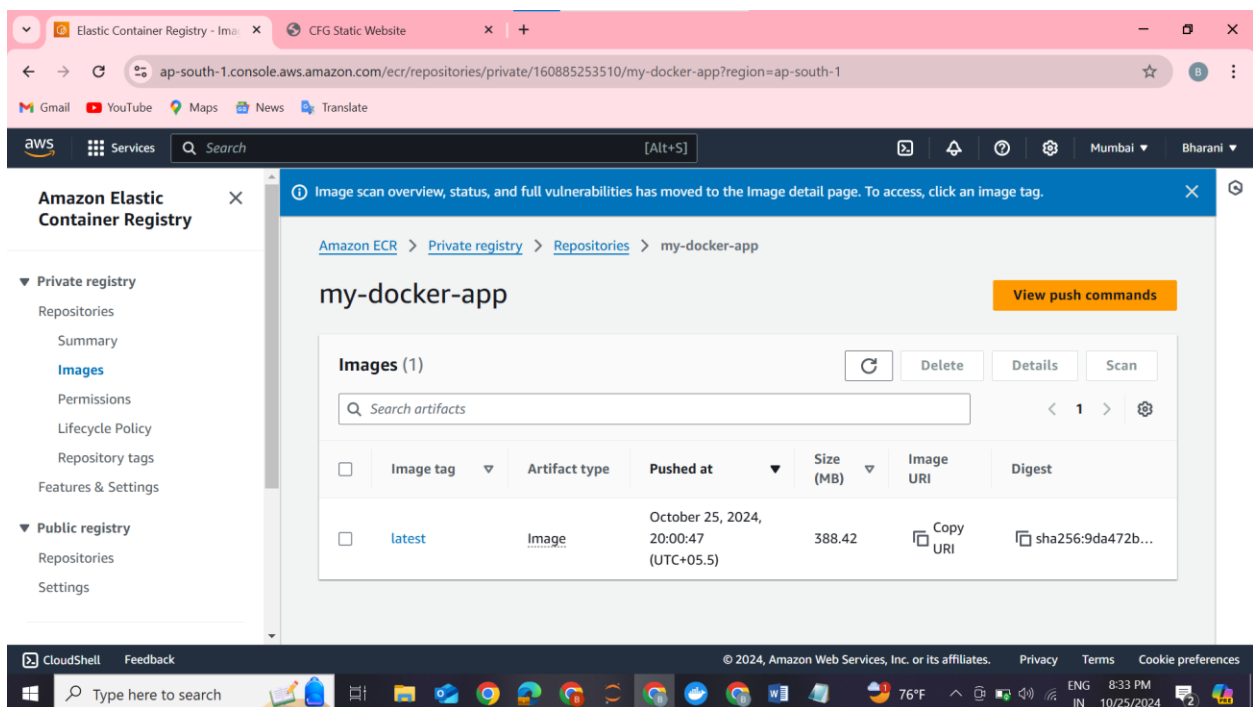 Elastic Container Registry - Ima
CFG Static Website
ap-south-1.console.aws.amazon.com/ecr/repositories/private/160885253510/my-docker-app?region=ap-south-1
B
Gmail
YouTube
Maps
News
Translate
aws
Services
Search
[Alt+S]
Mumbai
Bharani
Amazon Elastic
Container Registry
Private registry
Repositories
Summary
Images
Permissions
Lifecycle Policy
Repository tags
Features & Settings
Public registry
Repositories
Settings
Image scan overview, status, and full vulnerabilities has moved to the Image detail page. To access, click an image tag.
Amazon ECR > Private registry > Repositories > my-docker-app
my-docker-app
View push commands
Images (1)
Delete
Details
Scan
Search artifacts
< 1 >
Image tag
Artifact type
Pushed at
Size
(MB)
Image
URI
Digest
latest
Image
October 25, 2024,
20:00:47
(UTC+05.5)
388.42
Copy
URI
sha256:9da472b...
CloudShell
Feedback
© 2024, Amazon Web Services, Inc. or its affiliates.
Privacy
Terms
Cookie preferences
Type here to search
76°F
ENG
IN
8:33 PM
10/25/2024
2